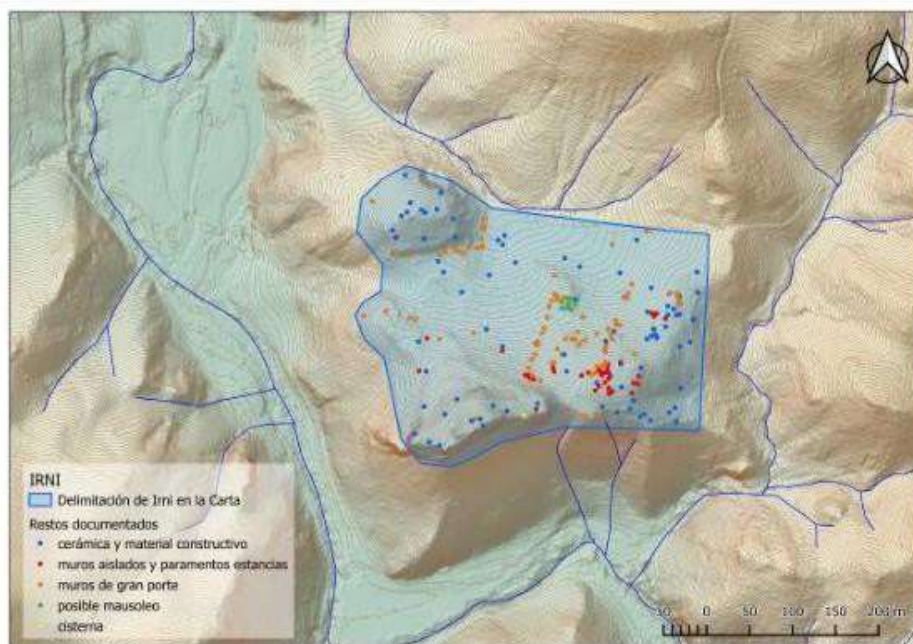 IRNI
Delimitación de Irni en la Carta
Restos documentados
cerámica y material constructivo
muros aislados y paramentos estancias
muros de gran porte
posible mausoleo
cisterna
50 0 50 100 150 200 m